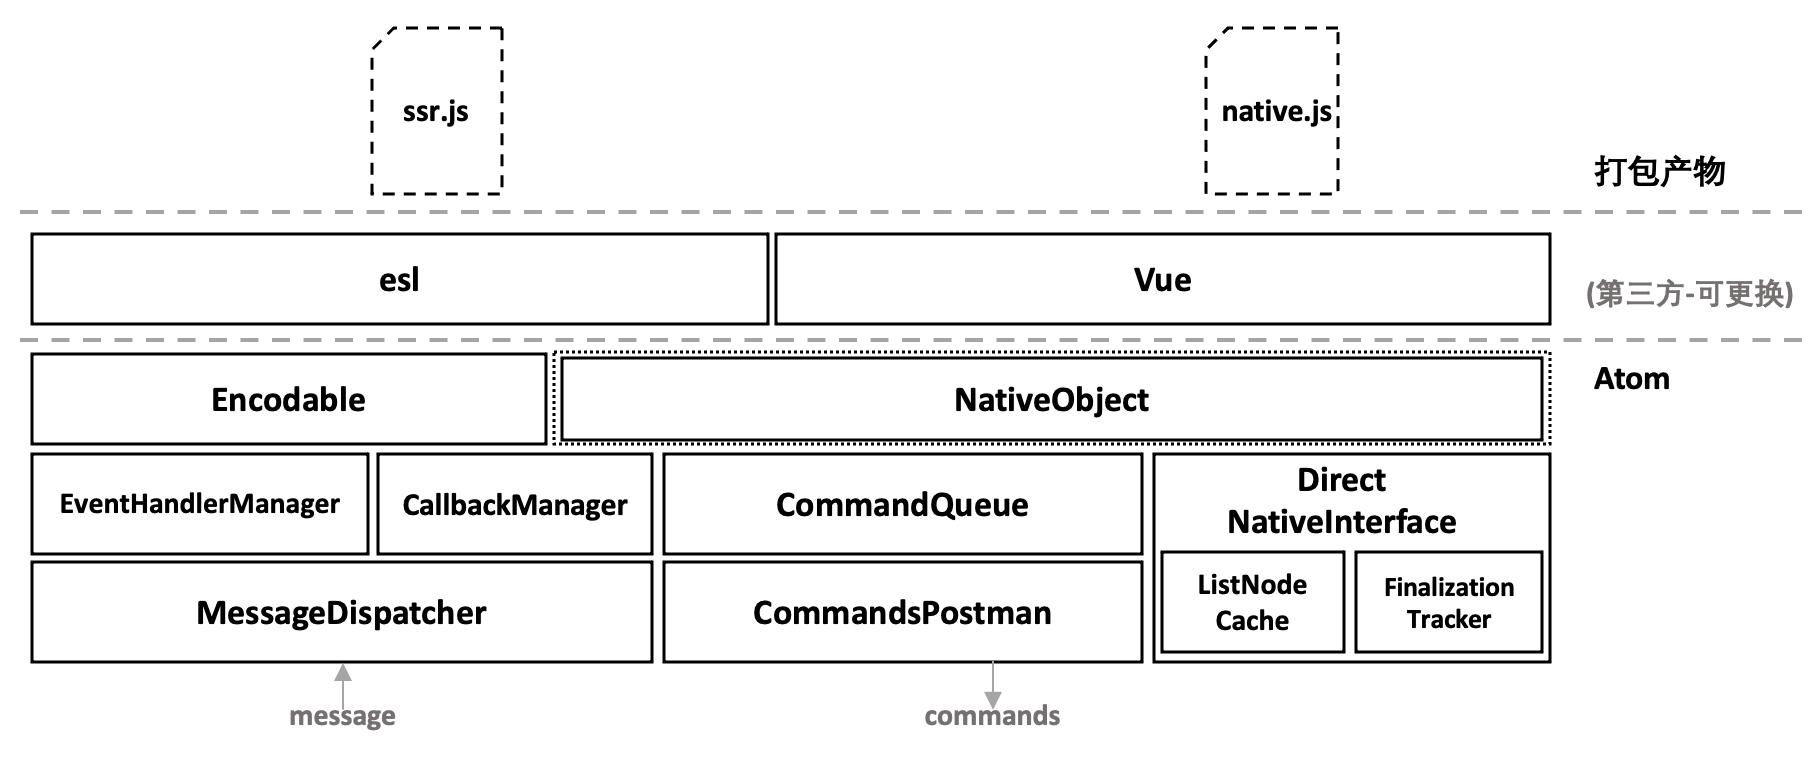 ssr.js
native.js
打包产物
esl
Vue
(第三方-可更换)
Encodable
NativeObject
Atom
EventHandlerManager
CallbackManager
CommandQueue
Direct
NativeInterface
MessageDispatcher
CommandsPostman
ListNode
Cache
Finalization
Tracker
message
commands